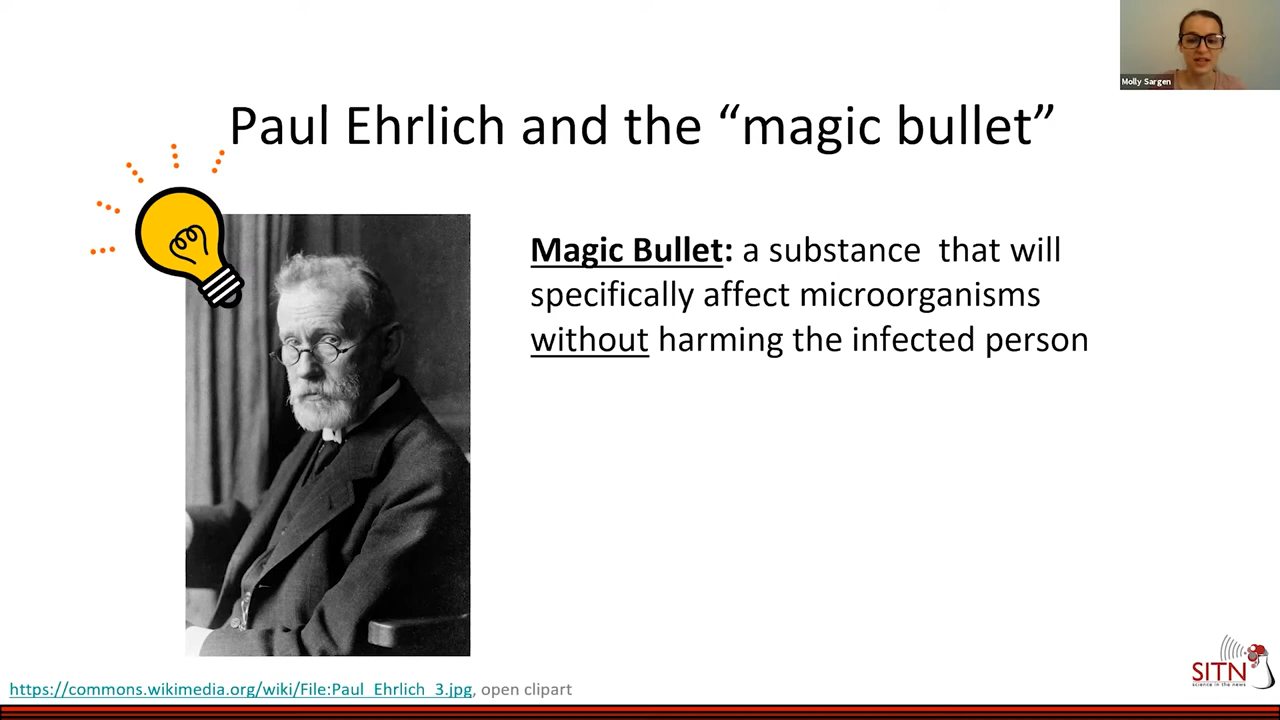 Molly Sargen
Paul Ehrlich and the “magic bullet”
Magic Bullet: a substance that will
specifically affect microorganisms
without harming the infected person
https://commons.wikimedia.org/wiki/File:Paul_Ehrlich_3.jpg, open clipart
SITN
science in the news